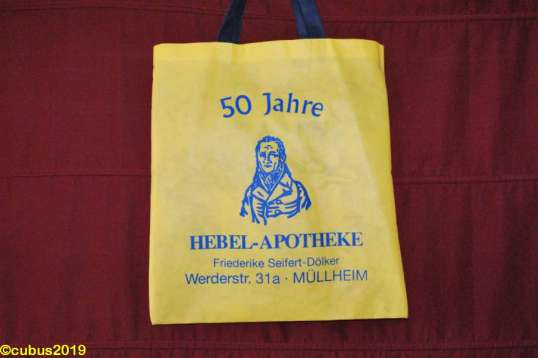 50 Jahre
HEBEL-APOTHEKE
Friederike Seifert-Dölker
Werderstr. 31a · MÜLLHEIM
©cubus2019